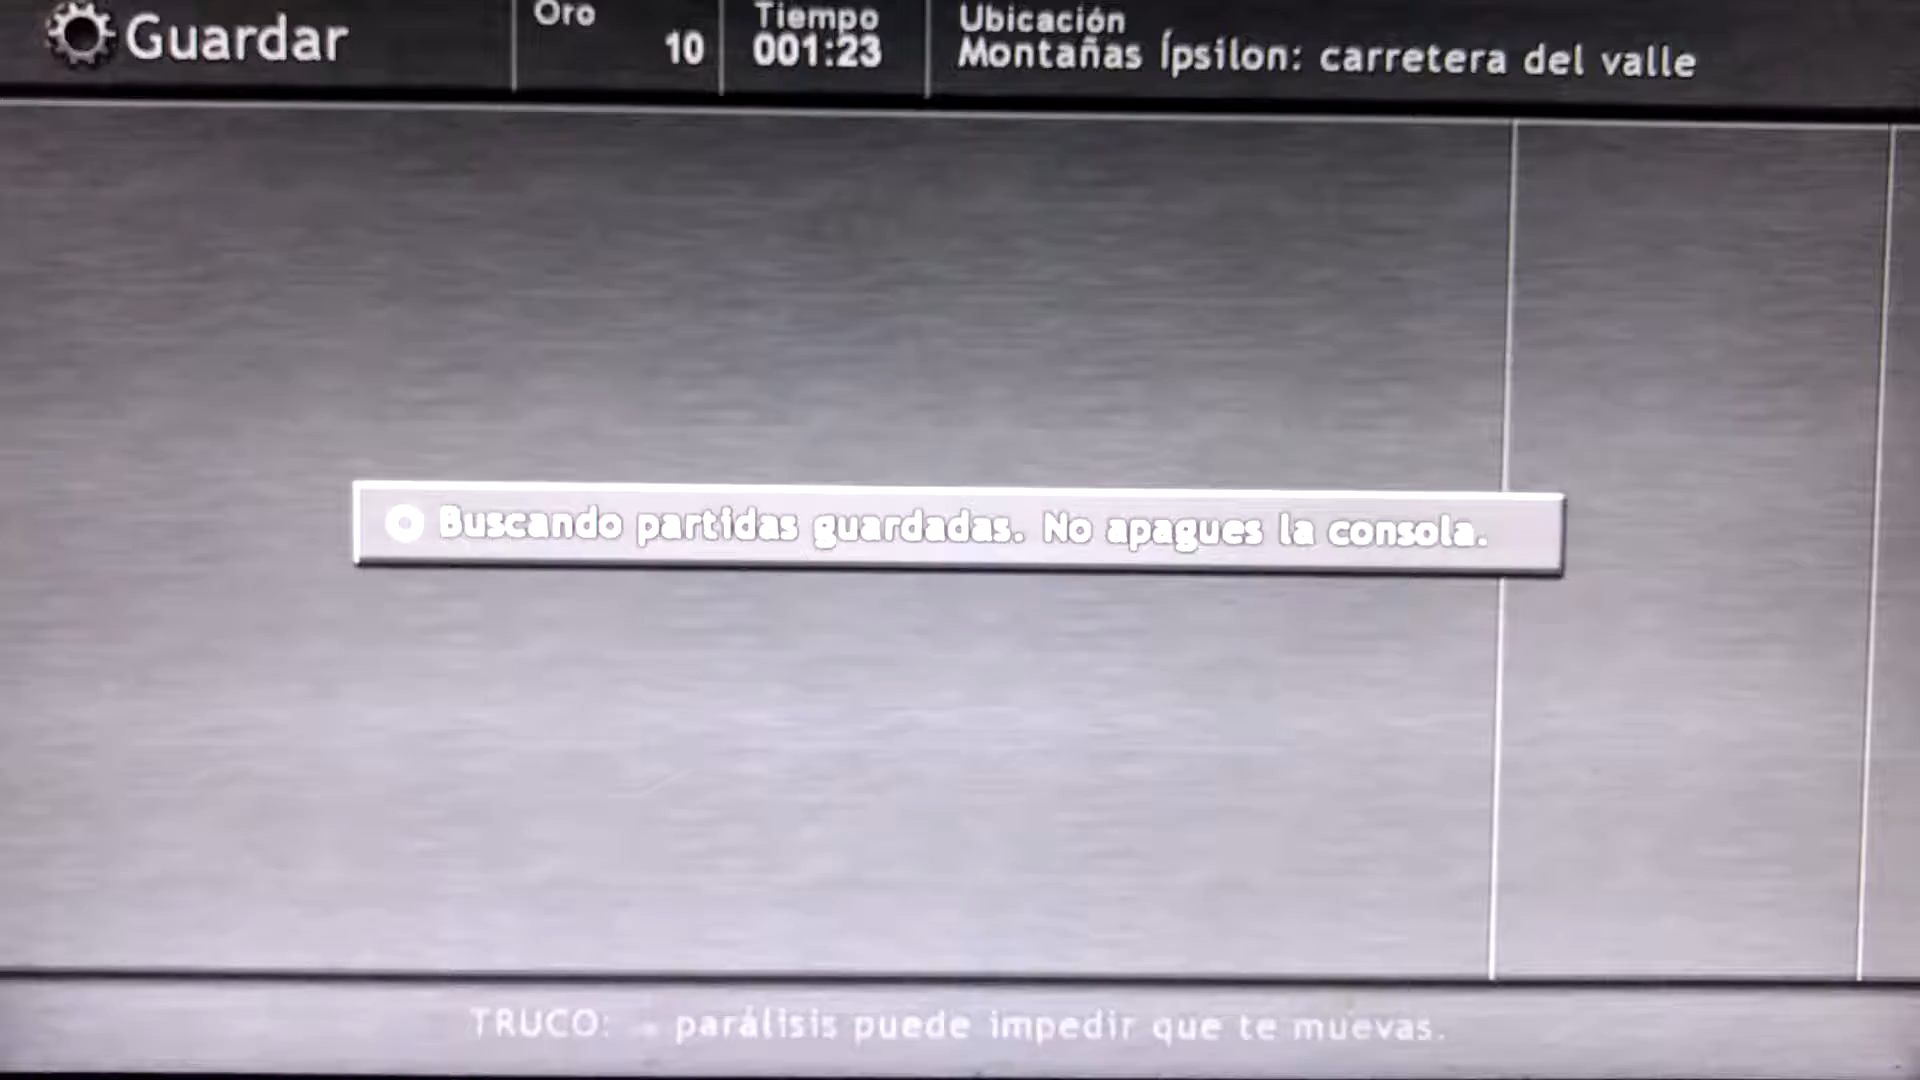 Guardar
Oro
10
Tiempo
001:23
Ubicación
Montañas Ípsilon: carretera del valle
Buscando partidas guardadas. No apagues la consola.
TRUCO: parálisis puede impedir que te muevas.